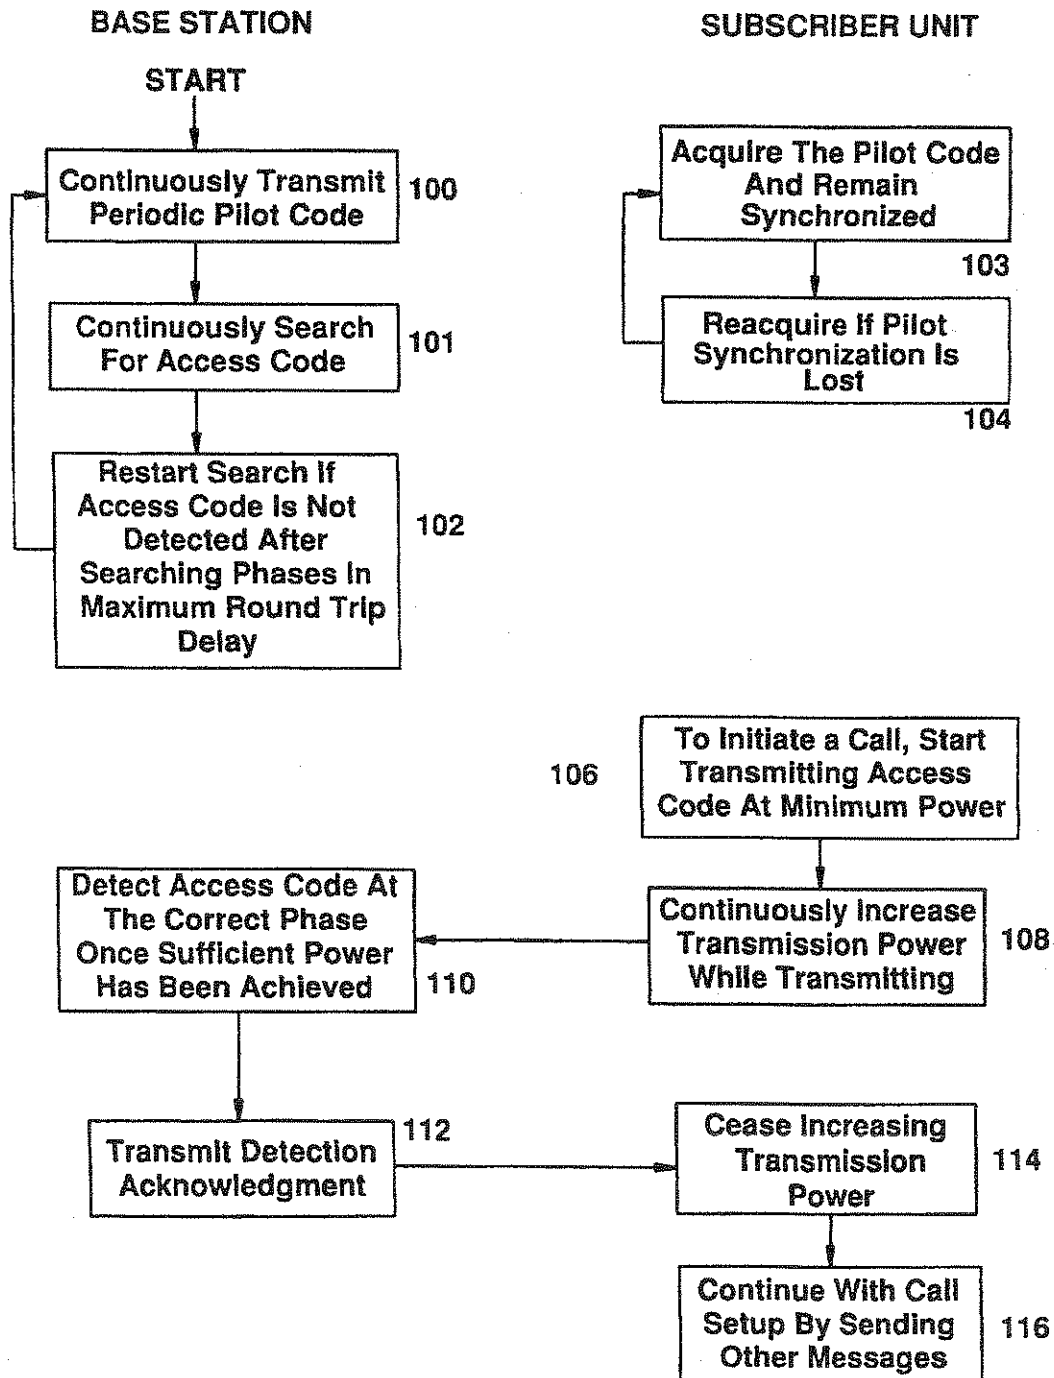 BASE STATION
START
Continuously Transmit
Periodic Pilot Code
100
Continuously Search
For Access Code
101
Restart Search If
Access Code Is Not
Detected After
Searching Phases In
Maximum Round Trip
Delay
102
SUBSCRIBER UNIT
Acquire The Pilot Code
And Remain
Synchronized
103
Reacquire If Pilot
Synchronization Is
Lost
104
106
To Initiate a Call, Start
Transmitting Access
Code At Minimum Power
Continuously Increase
Transmission Power
While Transmitting
108
Detect Access Code At
The Correct Phase
Once Sufficient Power
Has Been Achieved
110
Transmit Detection
Acknowledgment
112
Cease Increasing
Transmission
Power
114
Continue With Call
Setup By Sending
Other Messages
116